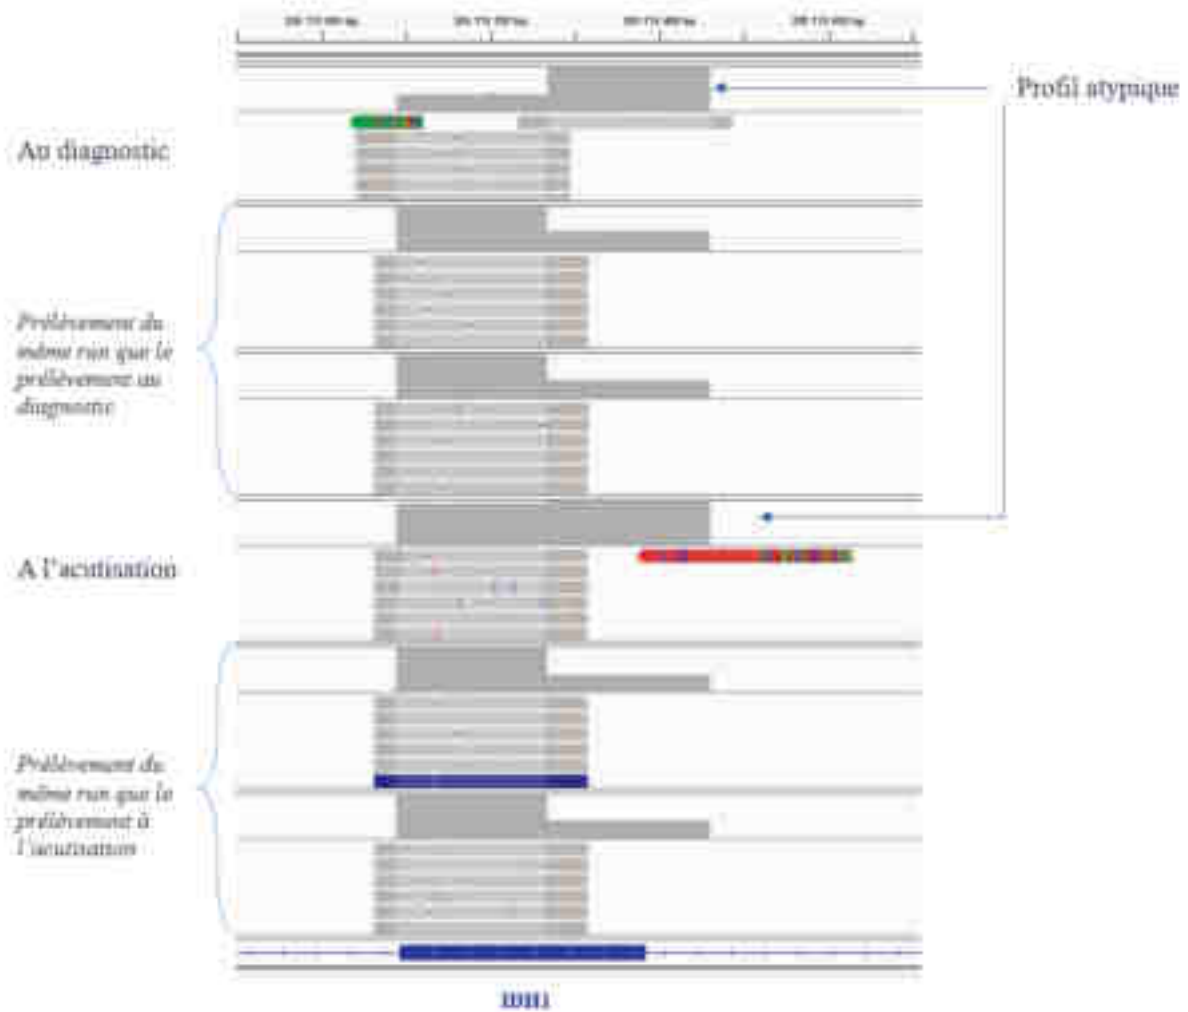 Profil atypique
Au diagnostic
Prélèvement du
même run que le
prélèvement au
diagnostic
A l'acutisation
Prélèvement du
même run que le
prélèvement à
l'acutisation
IDH1